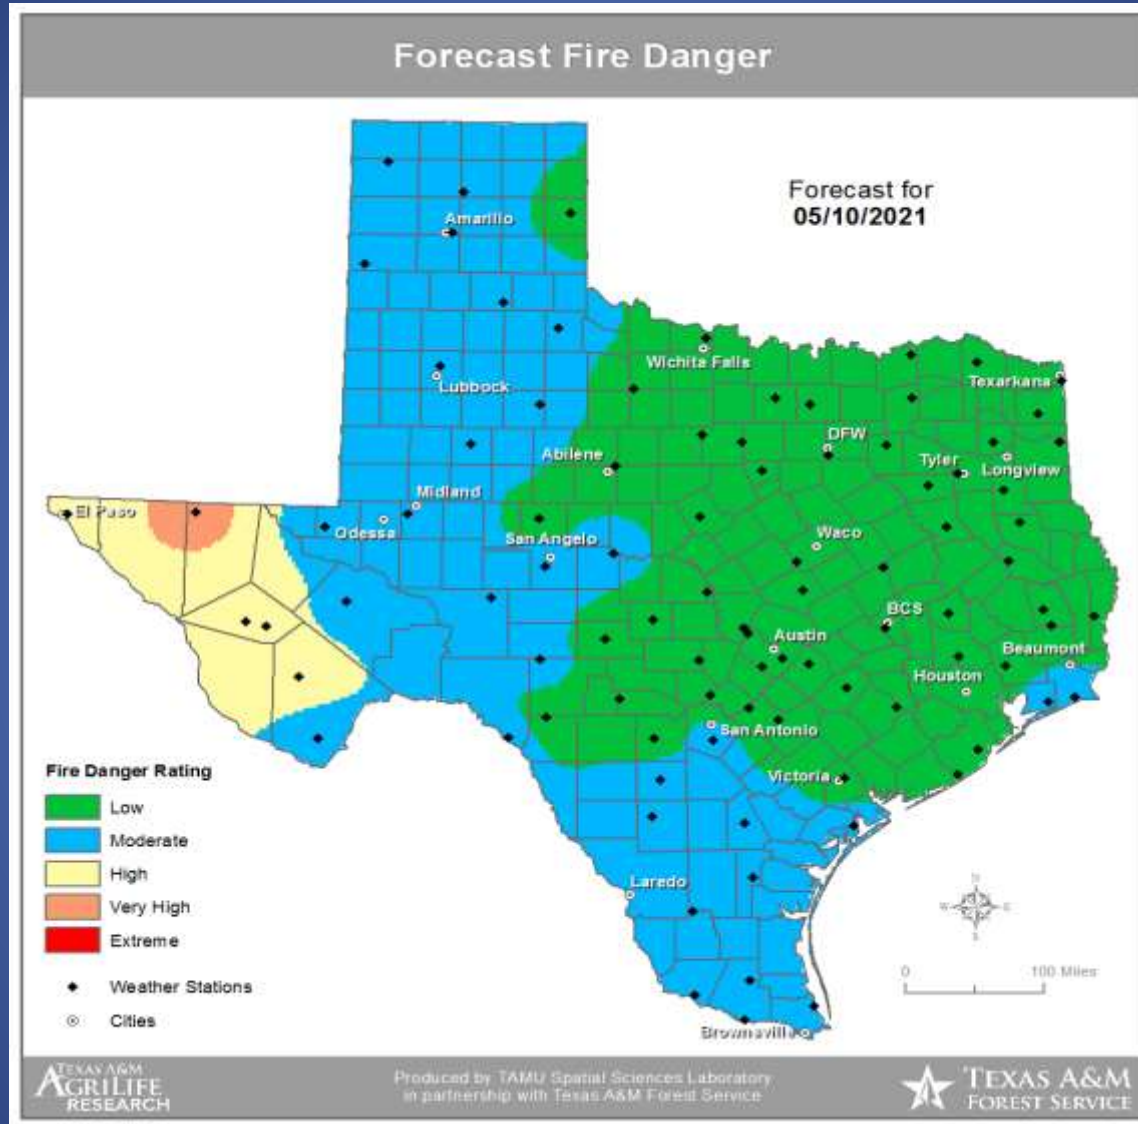 Forecast Fire Danger
Forecast for
05/10/2021
Amarillo
Wichita Falls
Texarkana
Lubbock
DFW
Abilene
Tyler
Longview
Midland
El Paso
Odessa
San Angelo
Waco
BCS
Austin
Beaumont
Houston
San Antonio
Victoria
Fire Danger Rating
Low
Moderate
High
Very High
Extreme
Weather Stations
Cities
Laredo
Brownsville
N
W
E
S
0 100 Miles
TEXAS A&M
AGRILIFE
RESEARCH
Produced by TAMU Spatial Sciences Laboratory
in partnership with Texas A&M Forest Service
TEXAS A&M
FOREST SERVICE